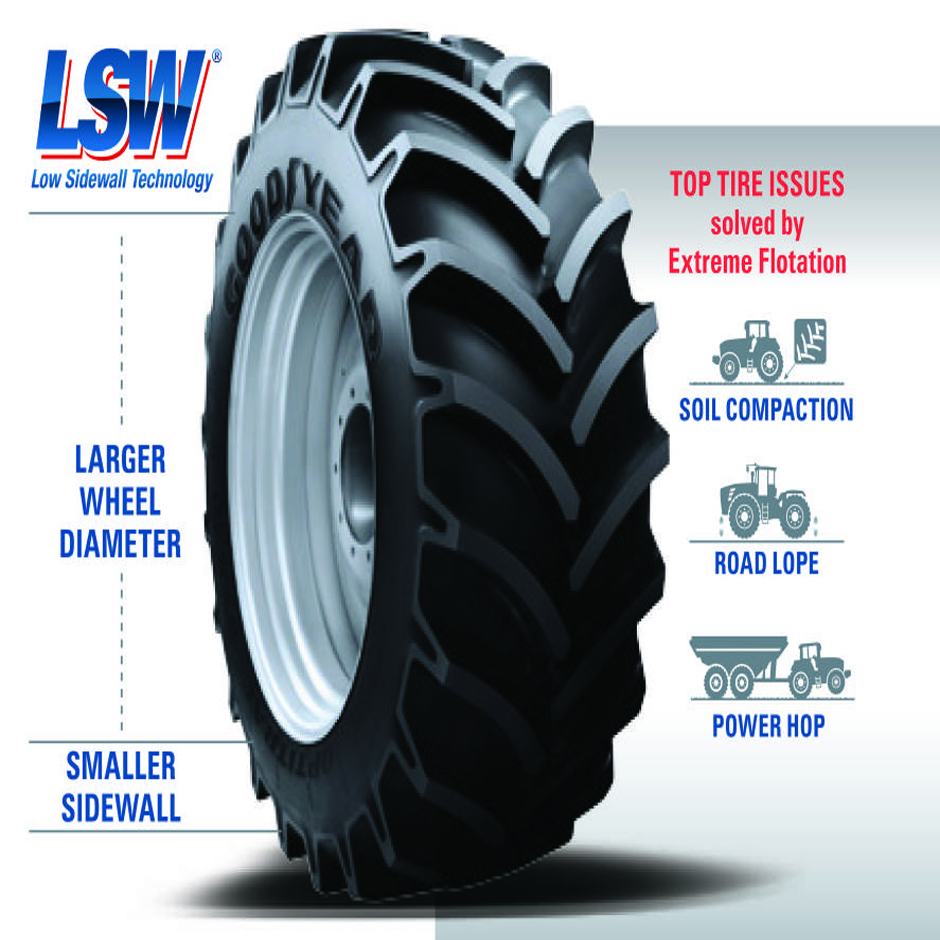 LSW®
Low Sidewall Technology
GOODYEAR
TOP TIRE ISSUES
solved by
Extreme Flotation
SOIL COMPACTION
LARGER
WHEEL
DIAMETER
ROAD LOPE
POWER HOP
SMALLER
SIDEWALL